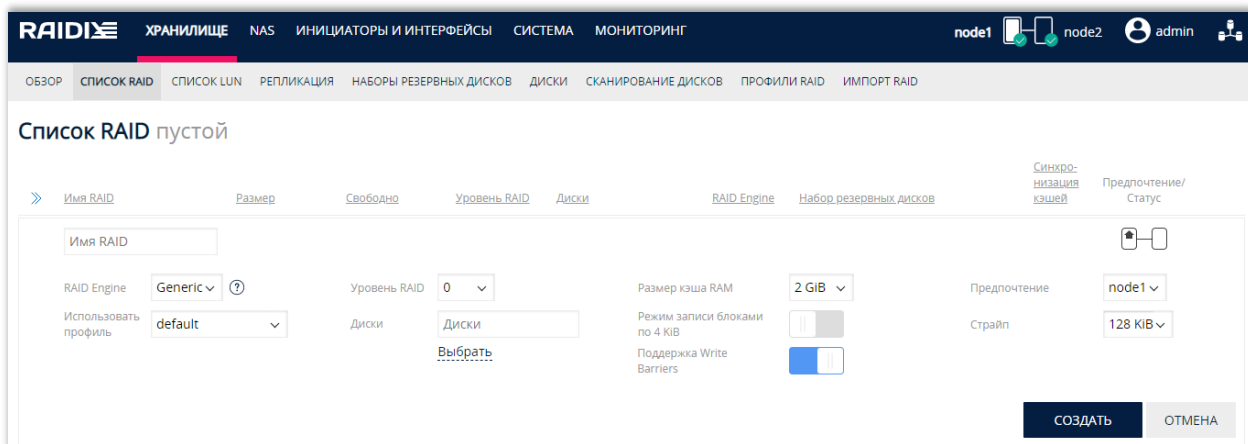 RAIDIX ХРАНИЛИЩЕ NAS ИНИЦИАТОРЫ И ИНТЕРФЕЙСЫ СИСТЕМА МОНИТОРИНГ node1 node2 admin
ОБЗОР СПИСОК RAID СПИСОК LUN РЕПЛИКАЦИЯ НАБОРЫ РЕЗЕРВНЫХ ДИСКОВ ДИСКИ СКАНИРОВАНИЕ ДИСКОВ ПРОФИЛИ RAID ИМПОРТ RAID
Список RAID пустой
Имя RAID Размер Свободно Уровень RAID Диски RAID Engine Набор резервных дисков
Синхро-
низация
кэшей
Предпочтение/
Статус
Имя RAID
RAID Engine Generic ? Уровень RAID 0 Размер кэша RAM 2 GiB Предпочтение node1
Использовать
профиль
default
Диски Диски
Выбрать
Режим записи блоками
по 4 KiB
Страйп 128 KiB
Поддержка Write
Barriers
СОЗДАТЬ ОТМЕНА